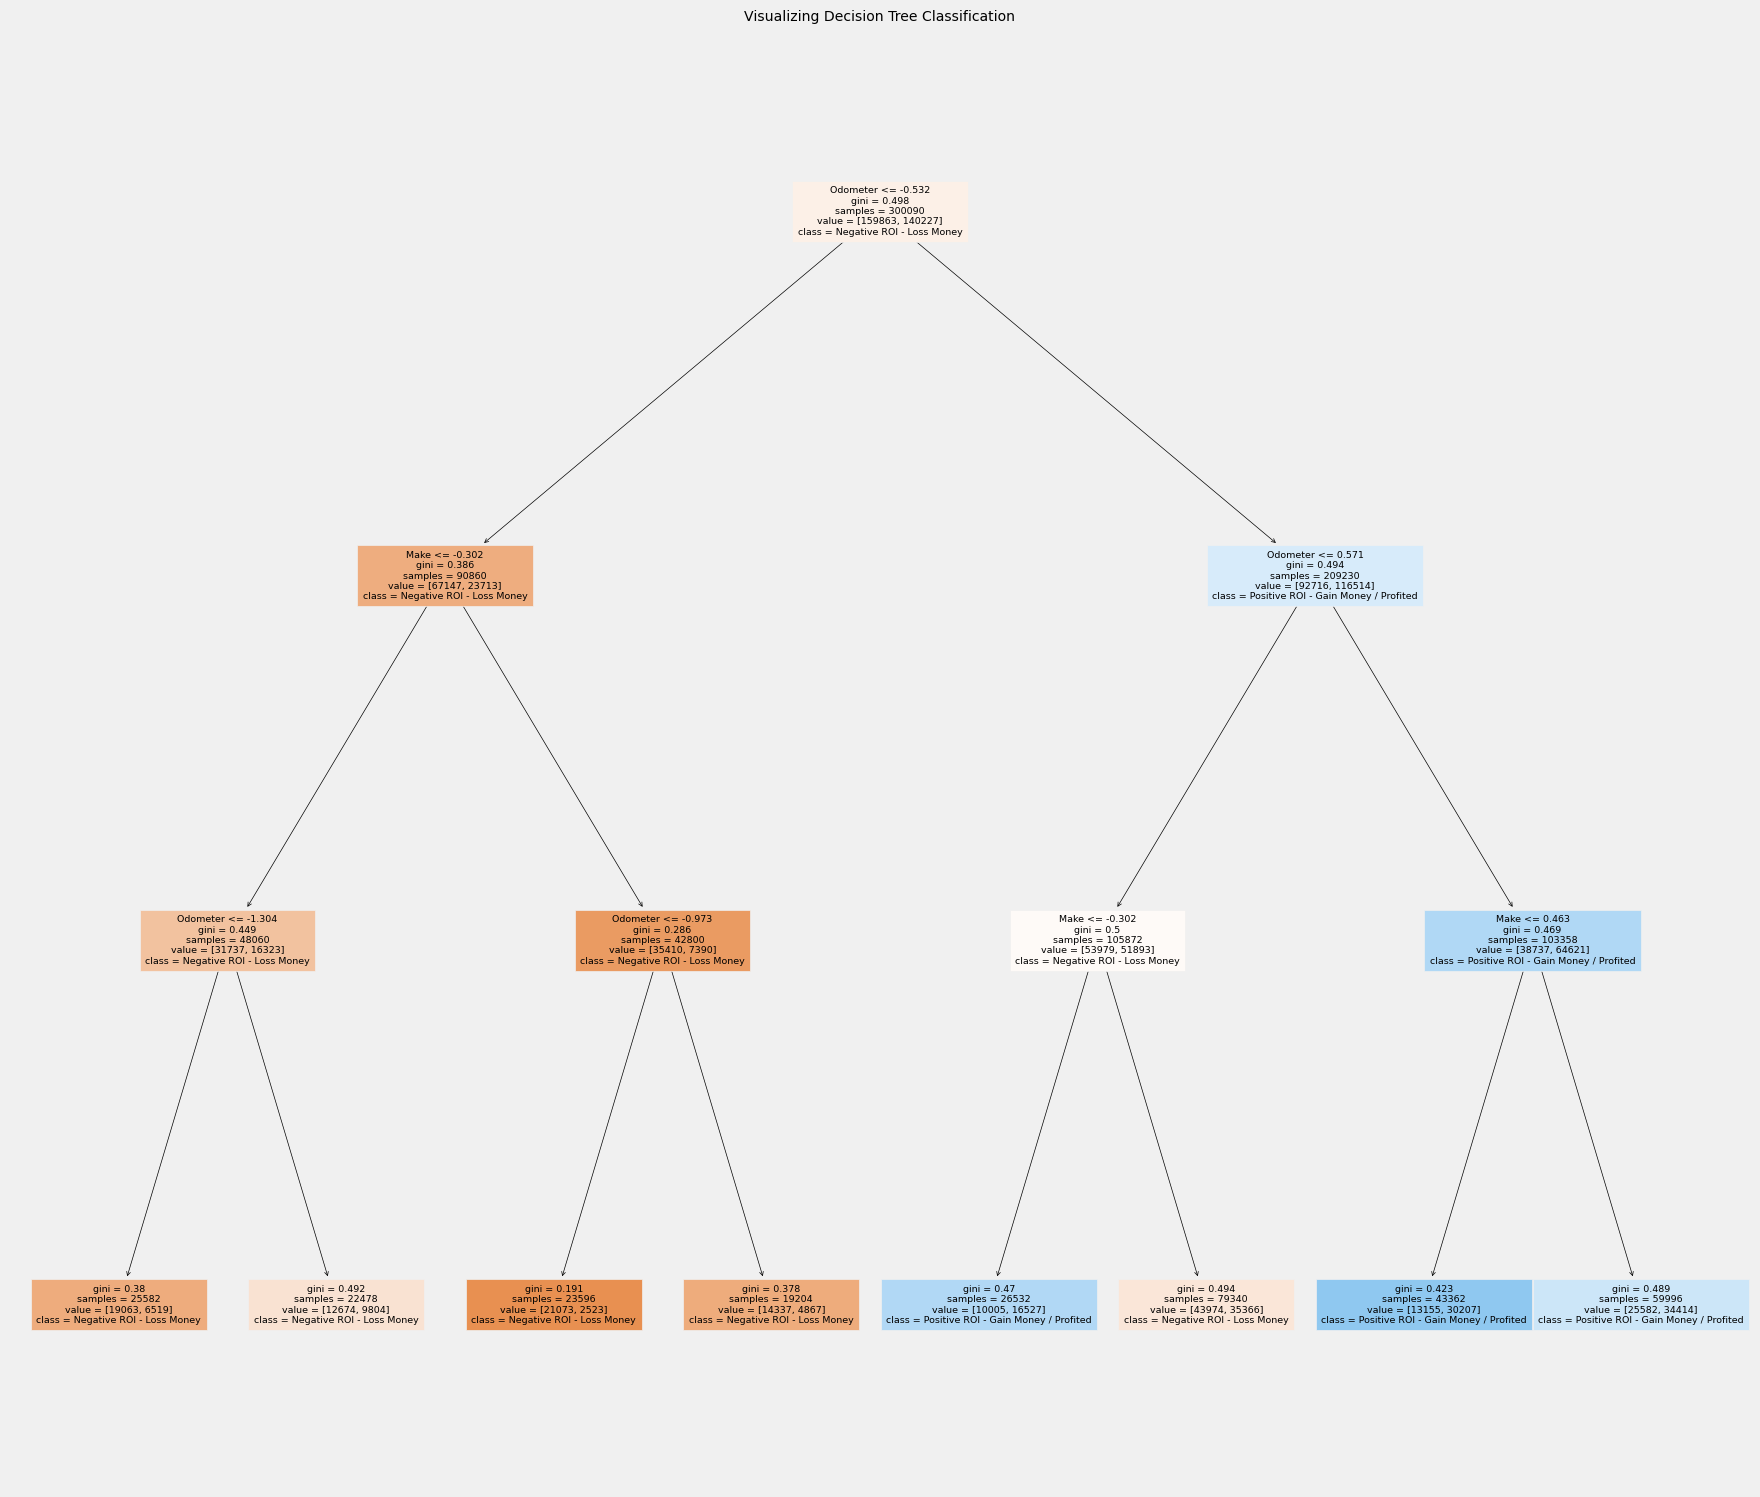 Visualizing Decision Tree Classification
Odometer <= -0.532
gini = 0.498
samples = 300090
value = [159863, 140227]
class = Negative ROI - Loss Money
Make <= -0.302
gini = 0.386
samples = 90860
value = [67147, 23713]
class = Negative ROI - Loss Money
Odometer <= 0.571
gini = 0.494
samples = 209230
value = [92716, 116514]
class = Positive ROI - Gain Money / Profited
Odometer <= -1.304
gini = 0.449
samples = 48060
value = [31737, 16323]
class = Negative ROI - Loss Money
Odometer <= -0.973
gini = 0.286
samples = 42800
value = [35410, 7390]
class = Negative ROI - Loss Money
Make <= -0.302
gini = 0.5
samples = 105872
value = [53979, 51893]
class = Negative ROI - Loss Money
Make <= 0.463
gini = 0.469
samples = 103358
value = [38737, 64621]
class = Positive ROI - Gain Money / Profited
gini = 0.38
samples = 25582
value = [19063, 6519]
class = Negative ROI - Loss Money
gini = 0.492
samples = 22478
value = [12674, 9804]
class = Negative ROI - Loss Money
gini = 0.191
samples = 23596
value = [21073, 2523]
class = Negative ROI - Loss Money
gini = 0.378
samples = 19204
value = [14337, 4867]
class = Negative ROI - Loss Money
gini = 0.47
samples = 26532
value = [10005, 16527]
class = Positive ROI - Gain Money / Profited
gini = 0.494
samples = 79340
value = [43974, 35366]
class = Negative ROI - Loss Money
gini = 0.423
samples = 43362
value = [13155, 30207]
class = Positive ROI - Gain Money / Profited
gini = 0.489
samples = 59996
value = [25582, 34414]
class = Positive ROI - Gain Money / Profited